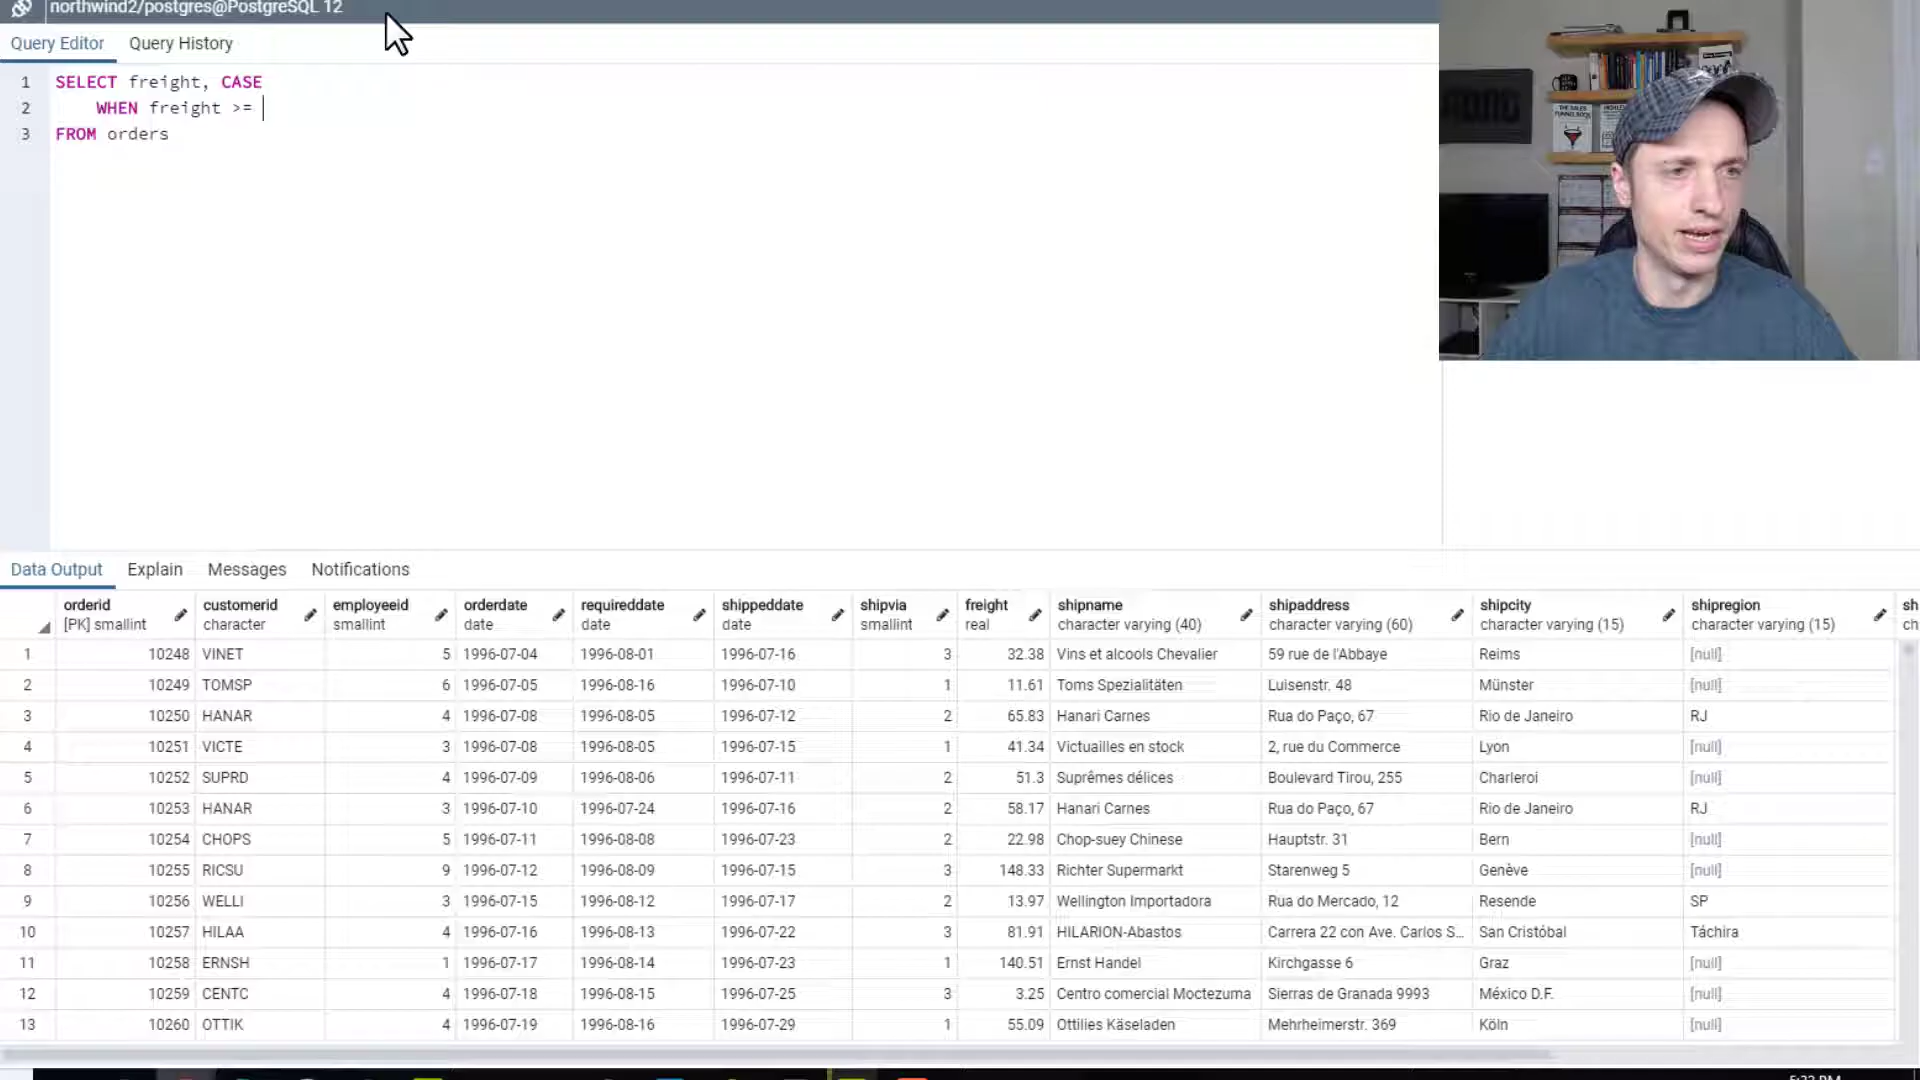 northwind2/postgres@PostgreSQL 12
Query Editor Query History
1 SELECT freight, CASE
2 WHEN freight >=
3 FROM orders
THE SALES
FUNNEL BOOK
Data Output Explain Messages Notifications
orderid customerid employeeid orderdate requireddate shippeddate shipvia freight shipname shipaddress shipcity shipregion sh
[PK] smallint character smallint date date date smallint real character varying (40) character varying (60) character varying (15) character varying (15) ch
1 10248 VINET 5 1996-07-04 1996-08-01 1996-07-16 3 32.38 Vins et alcools Chevalier 59 rue de l'Abbaye Reims [null]
2 10249 TOMSP 6 1996-07-05 1996-08-16 1996-07-10 1 11.61 Toms Spezialitäten Luisenstr. 48 Münster [null]
3 10250 HANAR 4 1996-07-08 1996-08-05 1996-07-12 2 65.83 Hanari Carnes Rua do Paço, 67 Rio de Janeiro RJ
4 10251 VICTE 3 1996-07-08 1996-08-05 1996-07-15 1 41.34 Victuailles en stock 2, rue du Commerce Lyon [null]
5 10252 SUPRD 4 1996-07-09 1996-08-06 1996-07-11 2 51.3 Suprêmes délices Boulevard Tirou, 255 Charleroi [null]
6 10253 HANAR 3 1996-07-10 1996-07-24 1996-07-16 2 58.17 Hanari Carnes Rua do Paço, 67 Rio de Janeiro RJ
7 10254 CHOPS 5 1996-07-11 1996-08-08 1996-07-23 2 22.98 Chop-suey Chinese Hauptstr. 31 Bern [null]
8 10255 RICSU 9 1996-07-12 1996-08-09 1996-07-15 3 148.33 Richter Supermarkt Starenweg 5 Genève [null]
9 10256 WELLI 3 1996-07-15 1996-08-12 1996-07-17 2 13.97 Wellington Importadora Rua do Mercado, 12 Resende SP
10 10257 HILAA 4 1996-07-16 1996-08-13 1996-07-22 3 81.91 HILARION-Abastos Carrera 22 con Ave. Carlos S... San Cristóbal Táchira
11 10258 ERNSH 1 1996-07-17 1996-08-14 1996-07-23 1 140.51 Ernst Handel Kirchgasse 6 Graz [null]
12 10259 CENTC 4 1996-07-18 1996-08-15 1996-07-25 3 3.25 Centro comercial Moctezuma Sierras de Granada 9993 México D.F. [null]
13 10260 OTTIK 4 1996-07-19 1996-08-16 1996-07-29 1 55.09 Ottilies Käseladen Mehrheimerstr. 369 Köln [null]